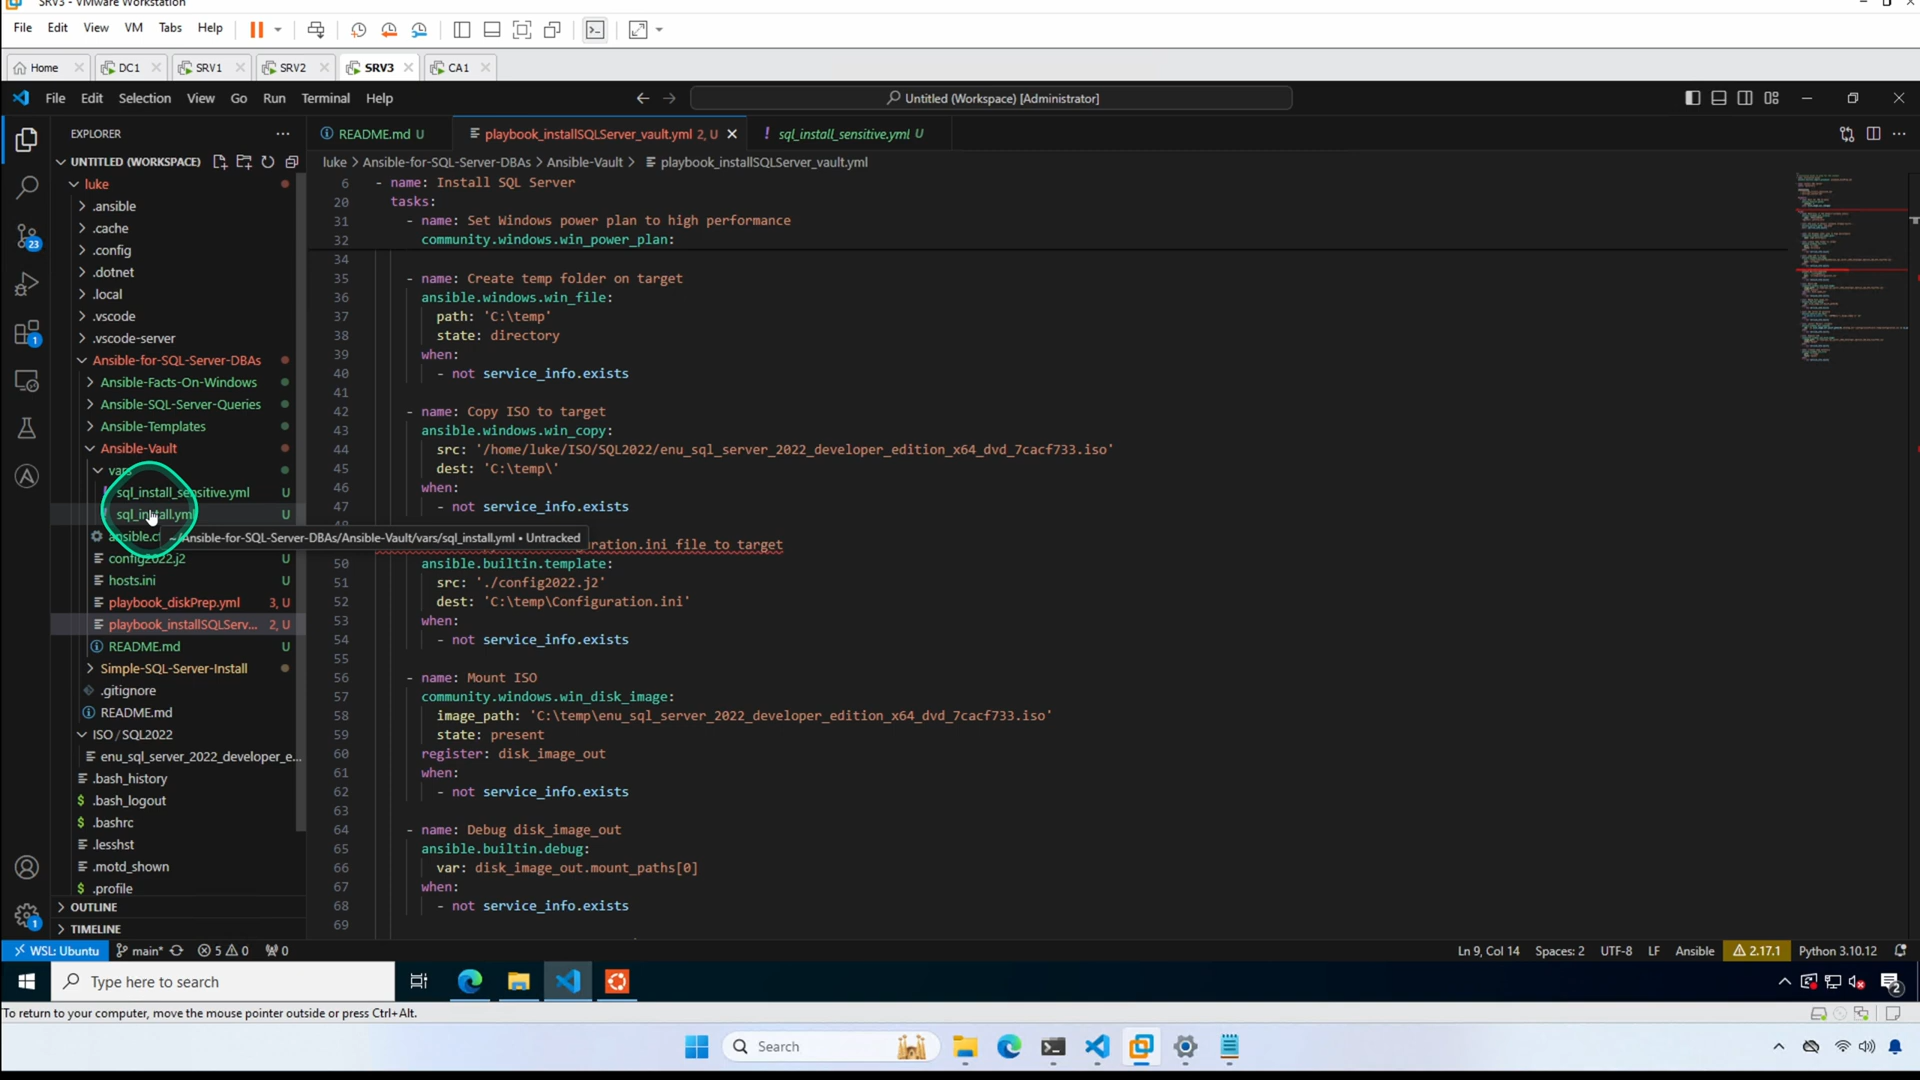 SRV3 - VMware Workstation
File Edit View VM Tabs Help
Home DC1 SRV1 SRV2 SRV3 CA1
File Edit Selection View Go Run Terminal Help
Untitled (Workspace) [Administrator]
EXPLORER
README.md U
playbook_installSQLServer_vault.yml 2, U
! sql_install_sensitive.yml U
UNTITLED (WORKSPACE)
luke > Ansible-for-SQL-Server-DBAs > Ansible-Vault > playbook_installSQLServer_vault.yml
luke
.ansible
.cache
.config
.dotnet
.local
.vscode
.vscode-server
Ansible-for-SQL-Server-DBAs
Ansible-Facts-On-Windows
Ansible-SQL-Server-Queries
Ansible-Templates
Ansible-Vault
vars
sql_install_sensitive.yml U
sql_install.yml U
~/Ansible-for-SQL-Server-DBAs/Ansible-Vault/vars/sql_install.yml • Untracked
config2022.j2 U
hosts.ini U
playbook_diskPrep.yml 3, U
playbook_installSQLServ... 2, U
README.md U
Simple-SQL-Server-Install
.gitignore
README.md
ISO / SQL2022
enu_sql_server_2022_developer_e...
.bash_history
$ .bash_logout
$ .bashrc
.lesshst
.motd_shown
$ .profile
OUTLINE
TIMELINE
23
1
1
6 - name: Install SQL Server
20 tasks:
31 - name: Set Windows power plan to high performance
32 community.windows.win_power_plan:
34
35 - name: Create temp folder on target
36 ansible.windows.win_file:
37 path: 'C:\temp'
38 state: directory
39 when:
40 - not service_info.exists
41
42 - name: Copy ISO to target
43 ansible.windows.win_copy:
44 src: '/home/luke/ISO/SQL2022/enu_sql_server_2022_developer_edition_x64_dvd_7cacf733.iso'
45 dest: 'C:\temp\'
46 when:
47 - not service_info.exists
ration.ini file to target
50 ansible.builtin.template:
51 src: './config2022.j2'
52 dest: 'C:\temp\Configuration.ini'
53 when:
54 - not service_info.exists
55
56 - name: Mount ISO
57 community.windows.win_disk_image:
58 image_path: 'C:\temp\enu_sql_server_2022_developer_edition_x64_dvd_7cacf733.iso'
59 state: present
60 register: disk_image_out
61 when:
62 - not service_info.exists
63
64 - name: Debug disk_image_out
65 ansible.builtin.debug:
66 var: disk_image_out.mount_paths[0]
67 when:
68 - not service_info.exists
69
WSL: Ubuntu main* 5 0 0
Ln 9, Col 14 Spaces: 2 UTF-8 LF Ansible 2.17.1 Python 3.10.12
Type here to search
2
To return to your computer, move the mouse pointer outside or press Ctrl+Alt.
Search